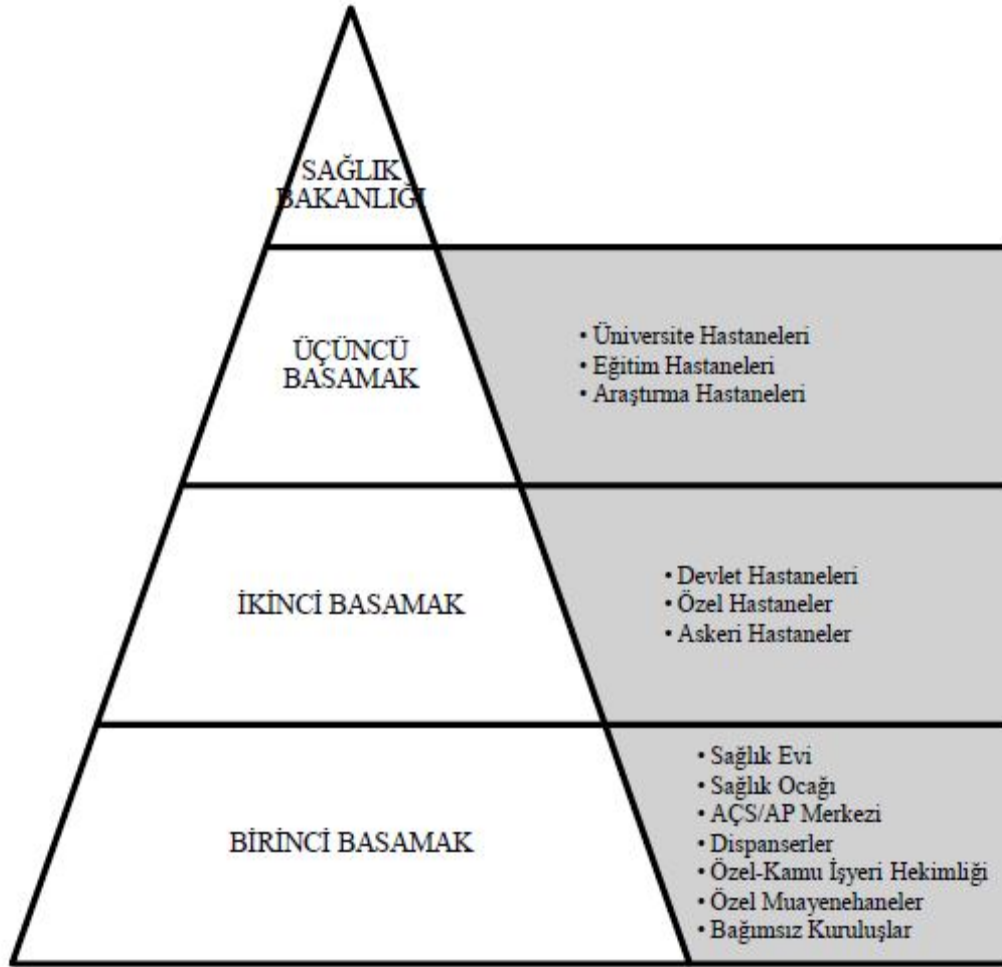 SAĞLIK
BAKANLIĞI
ÜÇÜNCÜ
BASAMAK
• Üniversite Hastaneleri
• Eğitim Hastaneleri
• Araştırma Hastaneleri
İKİNCİ BASAMAK
• Devlet Hastaneleri
• Özel Hastaneler
• Askeri Hastaneler
BİRİNCİ BASAMAK
• Sağlık Evi
• Sağlık Ocağı
• AÇS/AP Merkezi
• Dispanserler
• Özel-Kamu İşyeri Hekimliği
• Özel Muayenehaneler
• Bağımsız Kuruluşlar